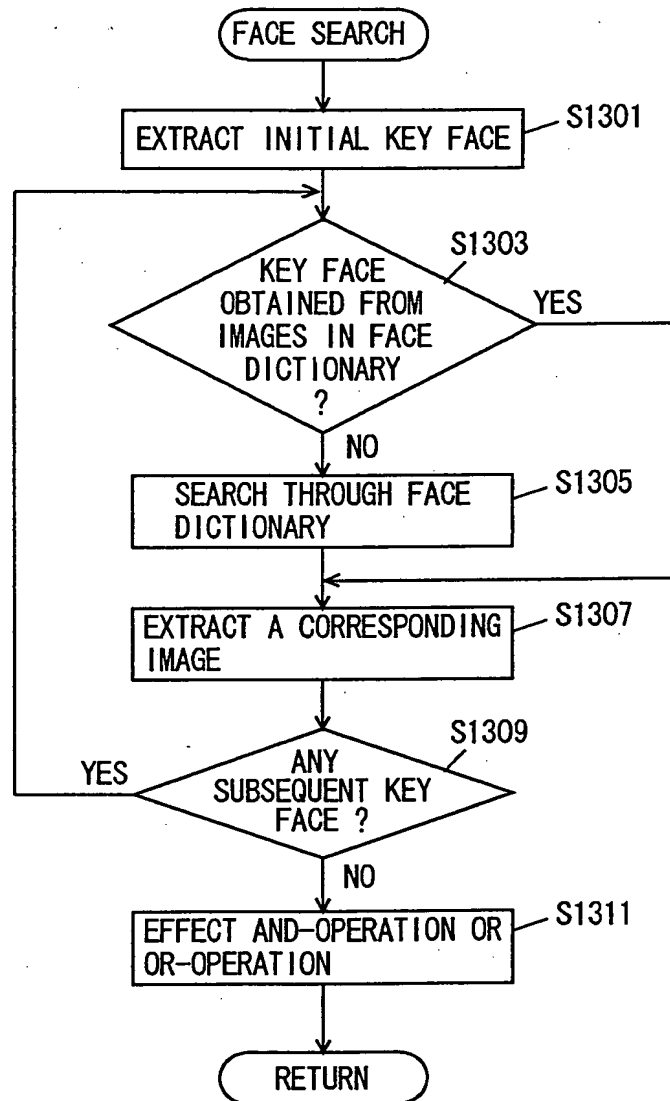 FACE SEARCH
S1301
EXTRACT INITIAL KEY FACE
S1303
KEY FACE
OBTAINED FROM
IMAGES IN FACE
DICTIONARY
?
YES
NO
SEARCH THROUGH FACE
DICTIONARY
S1305
EXTRACT A CORRESPONDING
IMAGE
S1307
S1309
ANY
SUBSEQUENT KEY
FACE ?
YES
NO
EFFECT AND-OPERATION OR
OR-OPERATION
S1311
RETURN